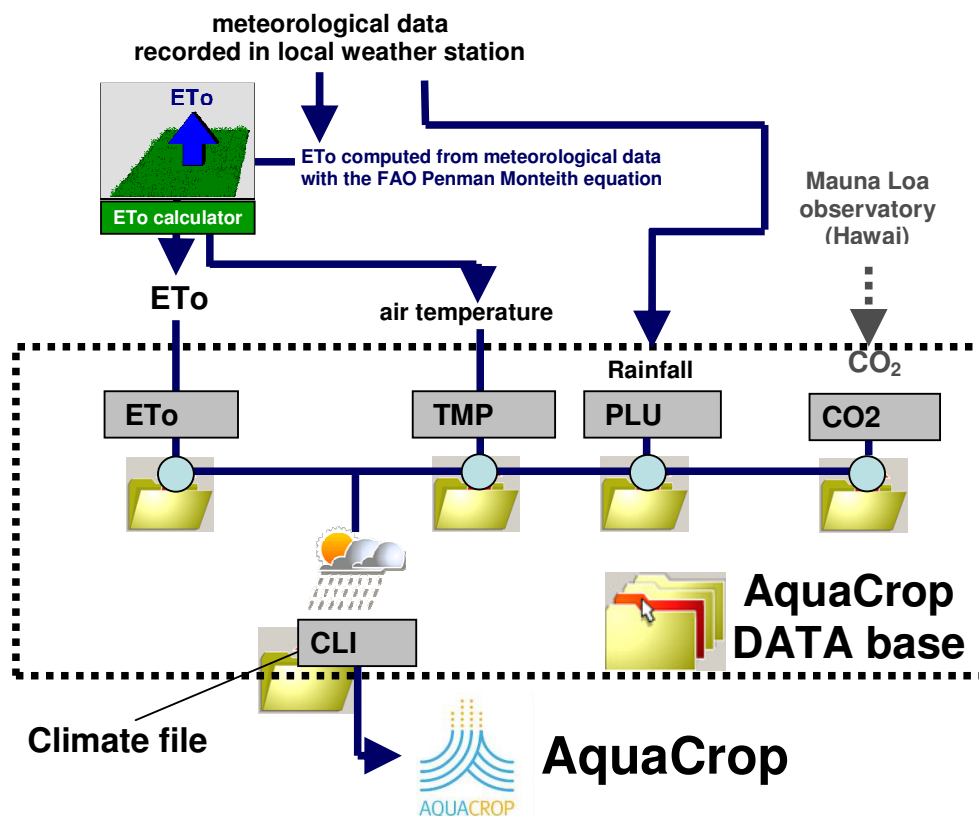 meteorological data
recorded in local weather station
ETo
ETo computed from meteorological data
with the FAO Penman Monteith equation
ETo calculator
Mauna Loa
observatory
(Hawai)
ETo
air temperature
Rainfall
CO₂
ETo
TMP
PLU
CO2
AquaCrop
DATA base
CLI
Climate file
AquaCrop
AQUACROP